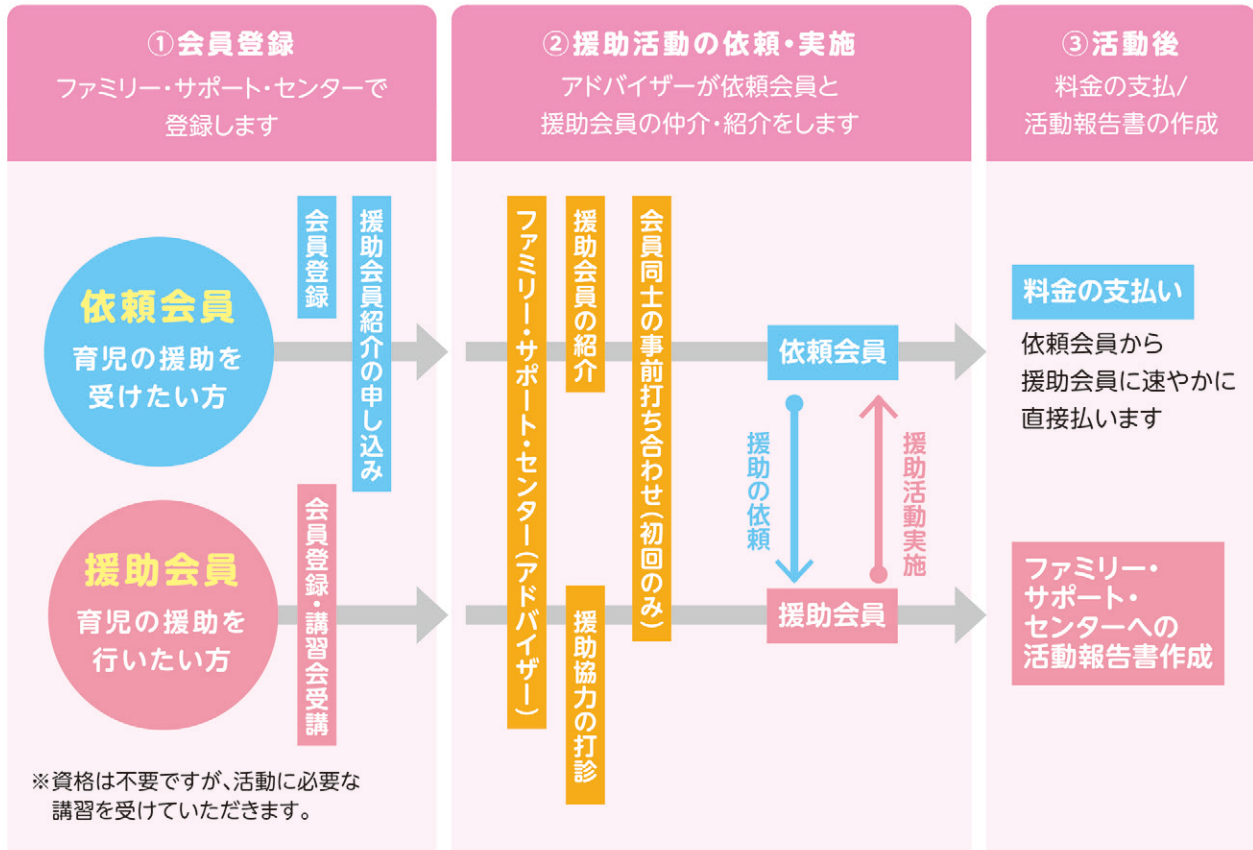 ①会員登録
ファミリー・サポート・センターで
登録します
②援助活動の依頼・実施
アドバイザーが依頼会員と
援助会員の仲介・紹介をします
③活動後
料金の支払/
活動報告書の作成
依頼会員
育児の援助を
受けたい方
会員登録
援助会員紹介の申し込み
援助会員
育児の援助を
行いたい方
会員登録・講習会受講
※資格は不要ですが、活動に必要な
講習を受けていただきます。
ファミリー・サポート・センター(アドバイザー)
援助会員の紹介
援助協力の打診
会員同士の事前打ち合わせ(初回のみ)
依頼会員
援助の依頼
援助活動実施
援助会員
料金の支払い
依頼会員から
援助会員に速やかに
直接払います
ファミリー・
サポート・
センターへの
活動報告書作成